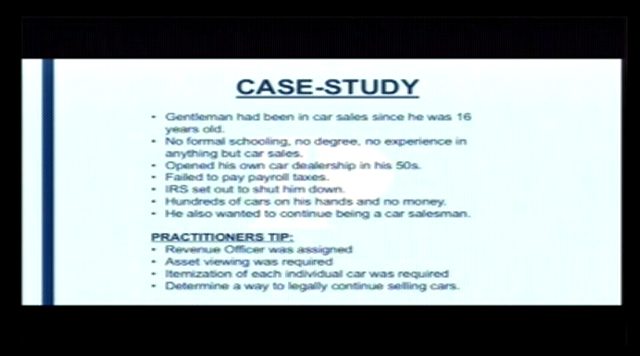 CASE-STUDY
• Gentleman had been in car sales since he was 16
years old.
• No formal schooling, no degree, no experience in
anything but car sales.
• Opened his own car dealership in his 50s.
• Failed to pay payroll taxes.
• IRS set out to shut him down.
• Hundreds of cars on his hands and no money.
• He also wanted to continue being a car salesman.
PRACTITIONERS TIP:
• Revenue Officer was assigned
• Asset viewing was required
• Itemization of each individual car was required
• Determine a way to legally continue selling cars.